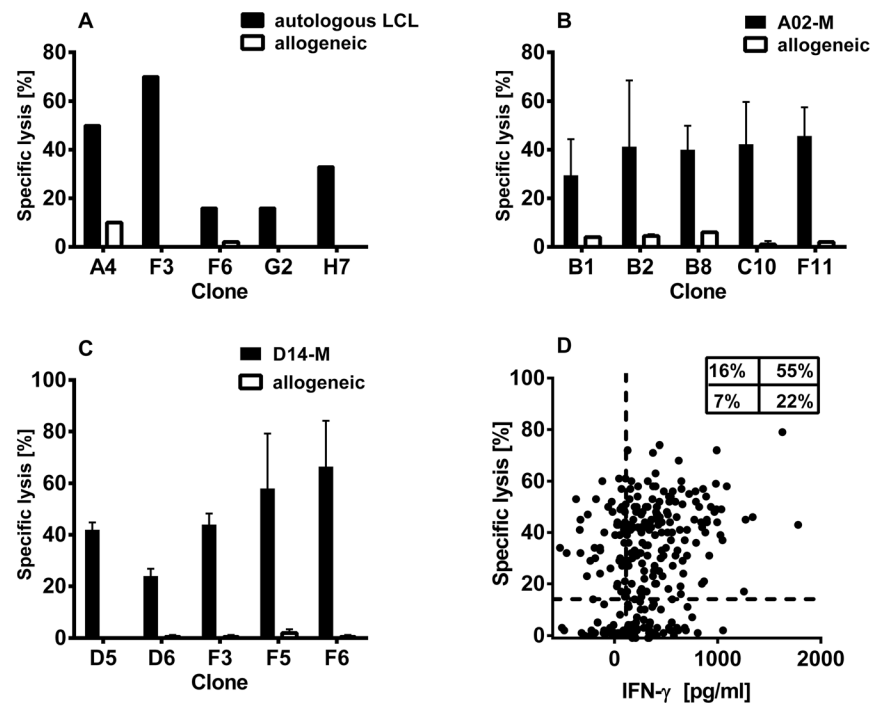 A
autologous LCL
allogeneic
Specific lysis [%]
80
60
40
20
0
A4 F3 F6 G2 H7
Clone
B
A02-M
allogeneic
Specific lysis [%]
80
60
40
20
0
B1 B2 B8 C10 F11
Clone
C
D14-M
allogeneic
Specific lysis [%]
100
80
60
40
20
0
D5 D6 F3 F5 F6
Clone
D
16% 55%
7% 22%
Specific lysis [%]
100
80
60
40
20
0
0 1000 2000
IFN-γ [pg/ml]